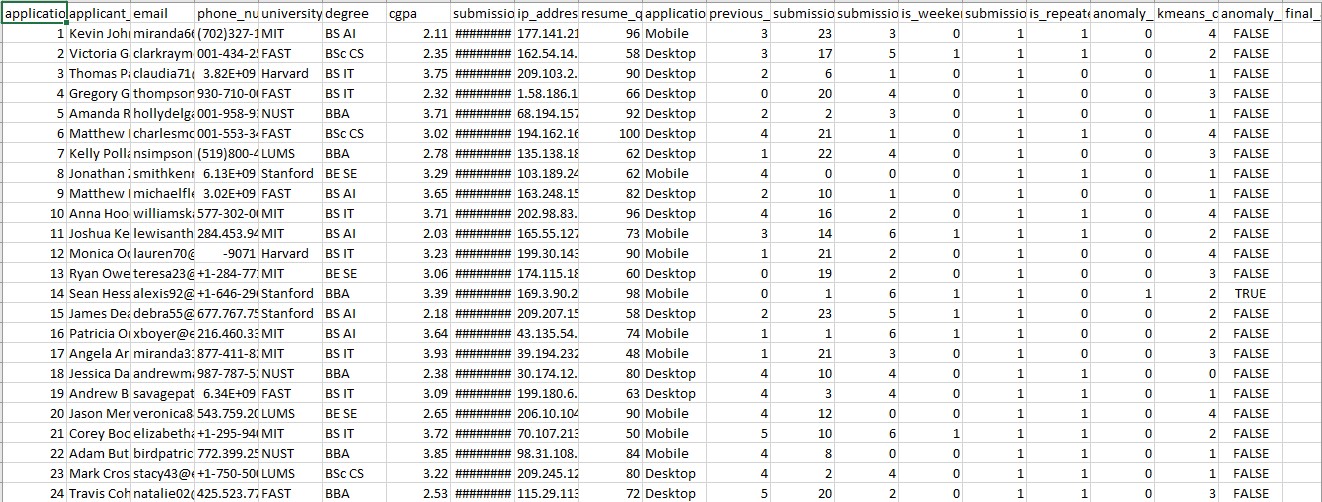 applicatio applicant_ email phone_nu university degree cgpa submissio ip_addres resume_q applicatio previous_ submissio submissio is_weeken submissio is_repeate anomaly_ kmeans_c anomaly_ final_
1 Kevin Joh miranda6 (702)327-1 MIT BS AI 2.11 ######## 177.141.21 96 Mobile 3 23 3 0 1 1 0 4 FALSE
2 Victoria G clarkraym 001-434-2 FAST BSc CS 2.35 ######## 162.54.14. 58 Desktop 3 17 5 1 1 1 0 2 FALSE
3 Thomas P claudia71 3.82E+09 Harvard BS IT 3.75 ######## 209.103.2. 90 Desktop 2 6 1 0 1 1 0 1 FALSE
4 Gregory G thompson 930-710-0 FAST BS IT 2.32 ######## 1.58.186.1 66 Desktop 0 20 4 0 1 0 0 3 FALSE
5 Amanda R hollydelg 001-958-9 NUST BBA 3.71 ######## 68.194.157 92 Desktop 2 2 3 0 1 1 0 1 FALSE
6 Matthew charlesmc 001-553-3 FAST BSc CS 3.02 ######## 194.162.16 100 Desktop 4 21 1 0 1 1 0 4 FALSE
7 Kelly Poll nsimpson (519)800-4 LUMS BBA 2.78 ######## 135.138.18 62 Desktop 1 22 4 0 1 0 0 3 FALSE
8 Jonathan smithken 6.13E+09 Stanford BE SE 3.29 ######## 103.189.24 62 Mobile 4 0 0 0 1 1 0 1 FALSE
9 Matthew michaelfl 3.02E+09 FAST BS AI 3.65 ######## 163.248.15 82 Desktop 2 10 1 0 1 1 0 1 FALSE
10 Anna Hoo williamsk 577-302-0 MIT BS IT 3.71 ######## 202.98.83. 96 Desktop 4 16 2 0 1 1 0 4 FALSE
11 Joshua Ke lewisanth 284.453.94 MIT BS AI 2.03 ######## 165.55.127 73 Mobile 3 14 6 1 1 1 0 2 FALSE
12 Monica Oc lauren70@ -9071 Harvard BS IT 3.23 ######## 199.30.143 90 Mobile 1 21 2 0 1 0 0 4 FALSE
13 Ryan Owe teresa23@ +1-284-77 MIT BE SE 3.06 ######## 174.115.18 60 Desktop 0 19 2 0 1 0 0 3 FALSE
14 Sean Hess alexis92@ +1-646-29 Stanford BBA 3.39 ######## 169.3.90.2 98 Mobile 0 1 6 1 1 0 1 2 TRUE
15 James Dea debra55@ 677.767.75 Stanford BS AI 2.18 ######## 209.207.15 58 Desktop 2 23 5 1 1 1 0 2 FALSE
16 Patricia O xboyer@e 216.460.33 MIT BS AI 3.64 ######## 43.135.54. 74 Mobile 1 1 6 1 1 0 0 2 FALSE
17 Angela Ar miranda3 877-411-8 MIT BS IT 3.93 ######## 39.194.232 48 Mobile 1 21 3 0 1 0 0 3 FALSE
18 Jessica Da andrewm 987-787-5 NUST BBA 2.38 ######## 30.174.12. 80 Desktop 4 10 4 0 1 1 0 0 FALSE
19 Andrew B savagepat 6.34E+09 FAST BS IT 3.09 ######## 199.180.6. 63 Desktop 4 3 4 0 1 1 0 1 FALSE
20 Jason Mer veronica8 543.759.20 LUMS BE SE 2.65 ######## 206.10.104 90 Mobile 4 12 0 0 1 1 0 4 FALSE
21 Corey Boc elizabeth +1-295-94 MIT BS IT 3.72 ######## 70.107.213 50 Mobile 5 10 6 1 1 1 0 2 FALSE
22 Adam But birdpatric 772.399.25 NUST BBA 3.85 ######## 98.31.108. 84 Mobile 4 8 0 0 1 1 0 1 FALSE
23 Mark Cros stacy43@e +1-750-50 LUMS BSc CS 3.22 ######## 209.245.12 80 Desktop 4 2 4 0 1 1 0 1 FALSE
24 Travis Coh natalie02 425.523.77 FAST BBA 2.53 ######## 115.29.113 72 Desktop 5 20 2 0 1 1 0 3 FALSE